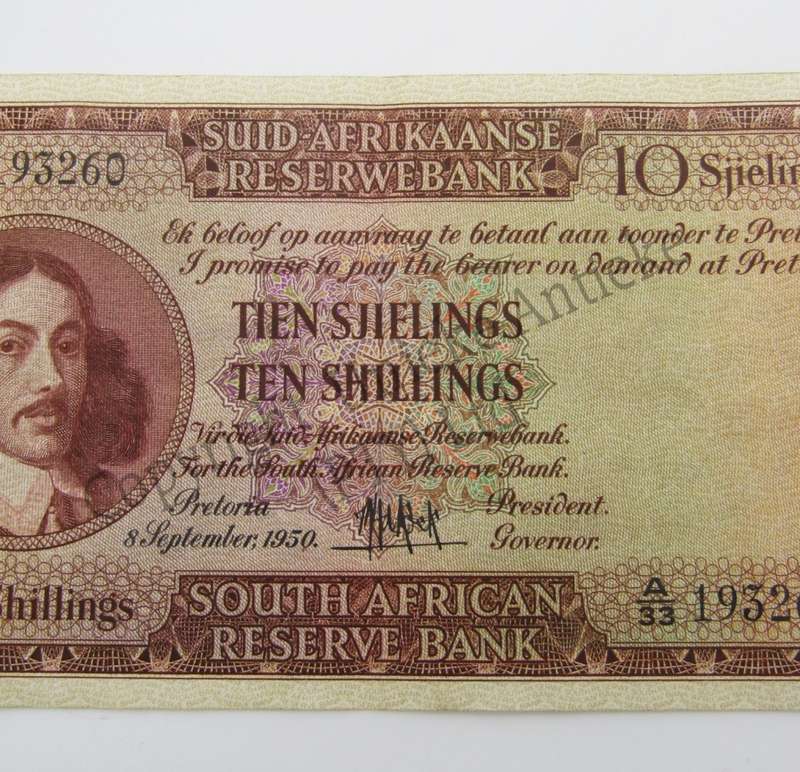 193260
SUID-AFRIKAANSE
RESERWEBANK
10 Sjielin
Ek beloof op aanvraag te betaal aan toonder te Pret
I promise to pay the bearer on demand at Pret
TIEN SJIELINGS
TEN SHILLINGS
Vir die Suid-Afrikaanse Reserwebank.
For the South African Reserve Bank.
Pretoria
President.
8 September, 1950.
Governor.
hillings
SOUTH AFRICAN
RESERVE BANK
A/33 19326